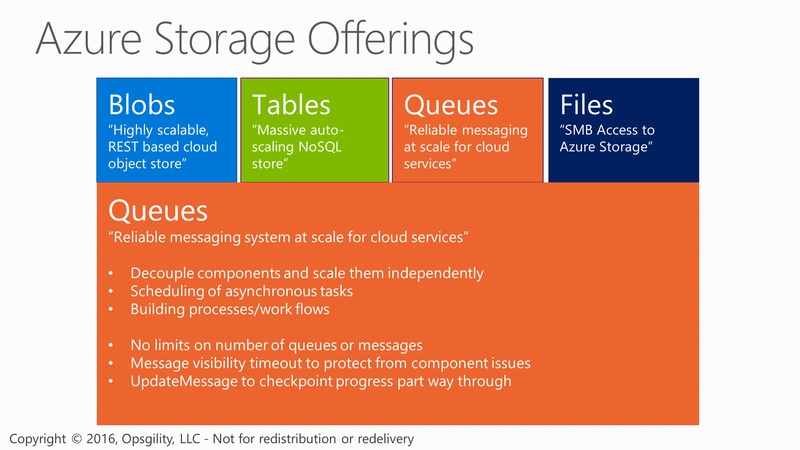 Azure Storage Offerings
Blobs
“Highly scalable,
REST based cloud
object store”
Tables
“Massive auto-
scaling NoSQL
store”
Queues
“Reliable messaging
at scale for cloud
services”
Files
“SMB Access to
Azure Storage”
Queues
“Reliable messaging system at scale for cloud services”
• Decouple components and scale them independently
• Scheduling of asynchronous tasks
• Building processes/work flows
• No limits on number of queues or messages
• Message visibility timeout to protect from component issues
• UpdateMessage to checkpoint progress part way through
Copyright © 2016, Opsgility, LLC - Not for redistribution or redelivery